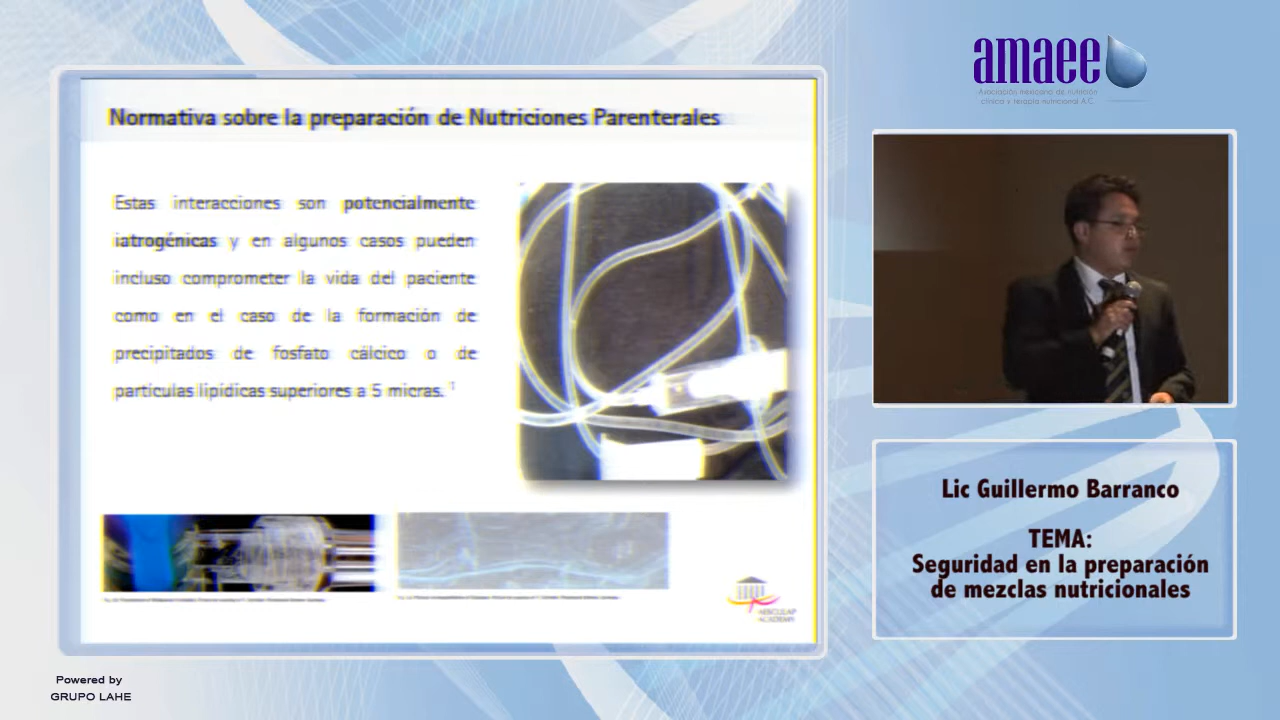 amaee
Asociación mexicana de nutrición
clínica y terapia nutricional A.C.
Normativa sobre la preparación de Nutriciones Parenterales
Estas interacciones son potencialmente
iatrogénicas y en algunos casos pueden
incluso comprometer la vida del paciente
como en el caso de la formación de
precipitados de fosfato cálcico o de
partículas lipídicas superiores a 5 micras. 1
AESCULAP
ACADEMY
Lic Guillermo Barranco
TEMA:
Seguridad en la preparación
de mezclas nutricionales
Powered by
GRUPO LAHE